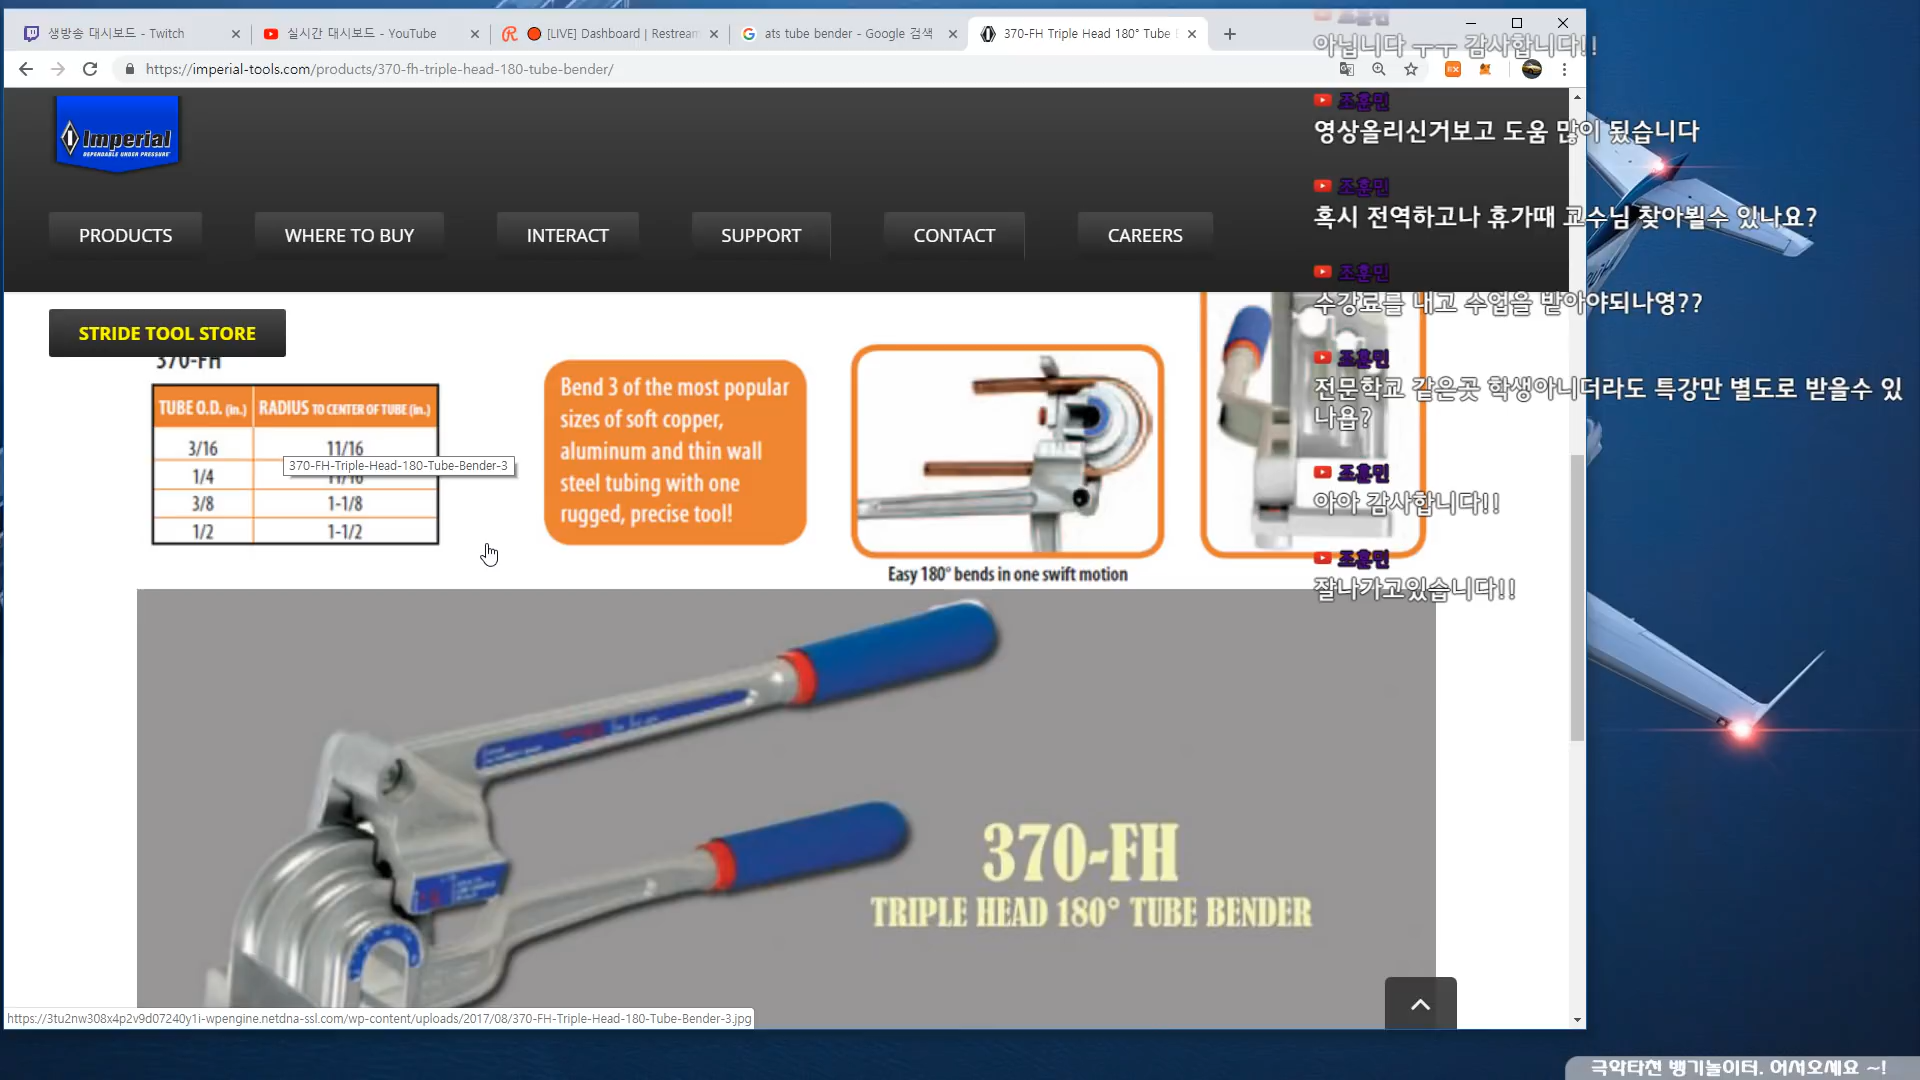 생방송 대시보드 - Twitch
실시간 대시보드 - YouTube
[LIVE] Dashboard | Restream
ats tube bender - Google 검색
370-FH Triple Head 180° Tube
https://imperial-tools.com/products/370-fh-triple-head-180-tube-bender/
Imperial
DEPENDABLE UNDER PRESSURE
PRODUCTS
WHERE TO BUY
INTERACT
SUPPORT
CONTACT
CAREERS
STRIDE TOOL STORE
370-FH
TUBE O.D. (in.) RADIUS TO CENTER OF TUBE (in.)
3/16 11/16
1/4 11/16
3/8 1-1/8
1/2 1-1/2
370-FH-Triple-Head-180-Tube-Bender-3
Bend 3 of the most popular
sizes of soft copper,
aluminum and thin wall
steel tubing with one
rugged, precise tool!
Easy 180° bends in one swift motion
370-FH
TRIPLE HEAD 180° TUBE BENDER
https://3tu2nw308x4p2v9d07240y1i-wpengine.netdna-ssl.com/wp-content/uploads/2017/08/370-FH-Triple-Head-180-Tube-Bender-3.jpg
조훈민
아닙니다 ㅜㅜ 감사합니다!!
조훈민
영상올리신거보고 도움 많이 됬습니다
조훈민
혹시 전역하고나 휴가때 교수님 찾아뵐수 있나요?
조훈민
수강료를 내고 수업을 받아야되나영??
조훈민
전문학교 같은곳 학생아니더라도 특강만 별도로 받을수 있
나욥?
조훈민
아아 감사합니다!!
조훈민
잘나가고있습니다!!
극악타천 뱅기놀이터. 어서오세요 ~!